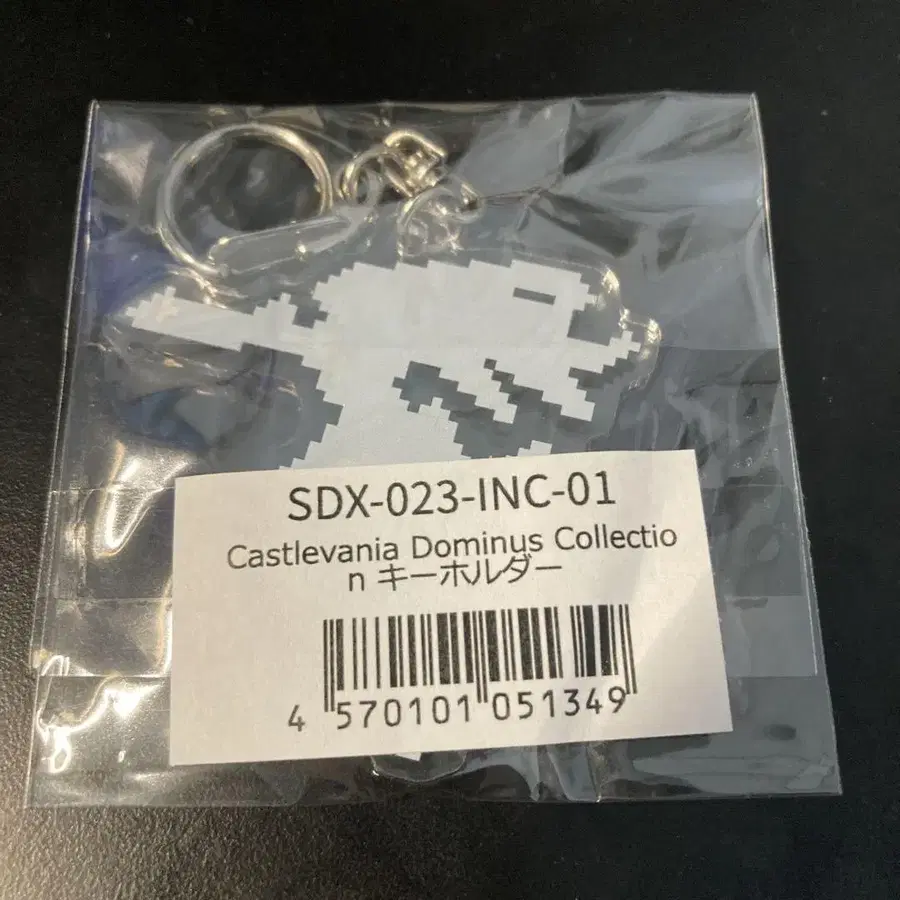 SDX-023-INC-01
Castlevania Dominus Collectio
n キーホルダー
4 570101 051349